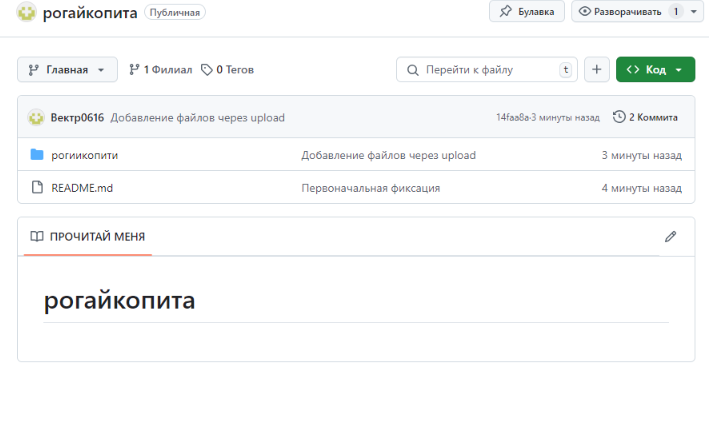 рогайкопита Публичная Булавка Разворачивать 1
Главная 1 Филиал 0 Тегов Перейти к файлу t Код
Вектр0616 Добавление файлов через upload 14faa8a·3 минуты назад 2 Коммита
рогиикопити Добавление файлов через upload 3 минуты назад
README.md Первоначальная фиксация 4 минуты назад
ПРОЧИТАЙ МЕНЯ
рогайкопита